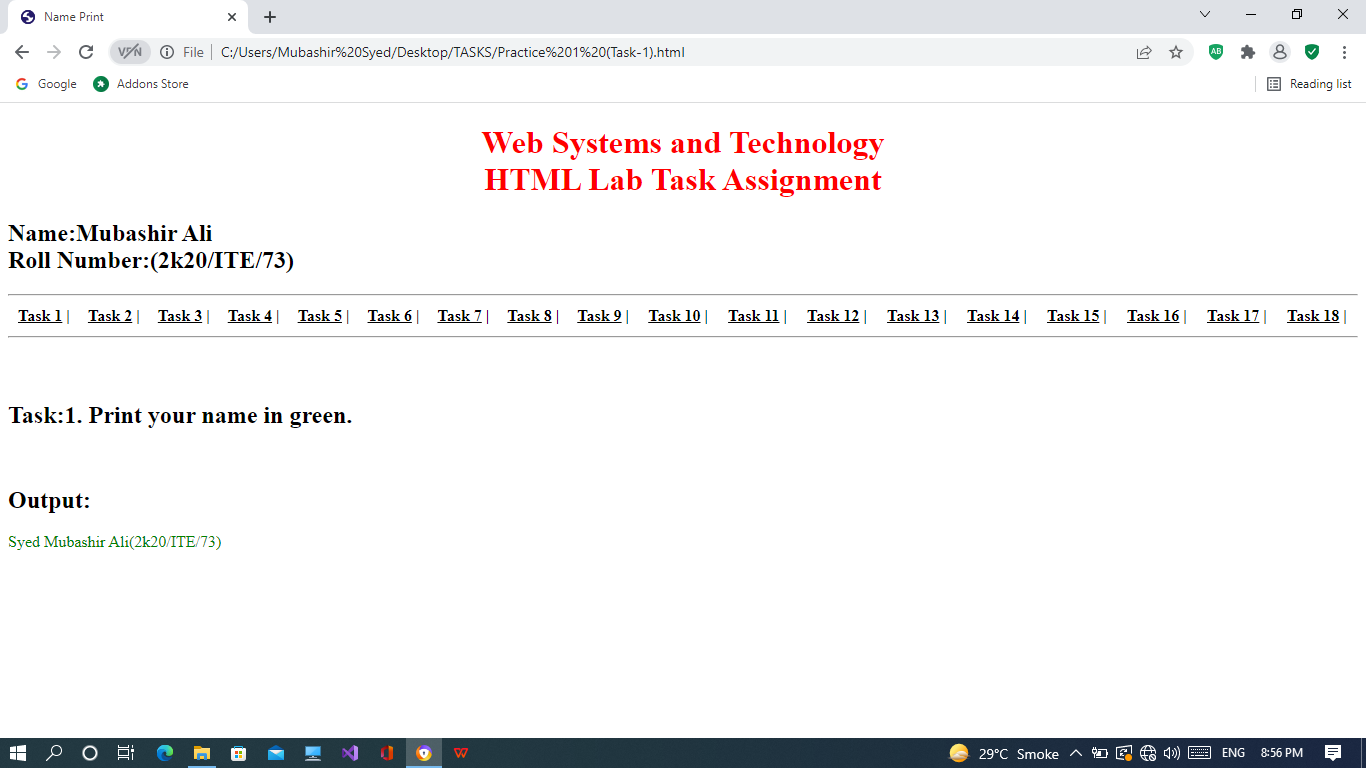 Name Print
VPN
File
C:/Users/Mubashir%20Syed/Desktop/TASKS/Practice%201%20(Task-1).html
AB
Google
Addons Store
Reading list
Web Systems and Technology
HTML Lab Task Assignment
Name:Mubashir Ali
Roll Number:(2k20/ITE/73)
Task 1 | Task 2 | Task 3 | Task 4 | Task 5 | Task 6 | Task 7 | Task 8 | Task 9 | Task 10 | Task 11 | Task 12 | Task 13 | Task 14 | Task 15 | Task 16 | Task 17 | Task 18 |
Task:1. Print your name in green.
Output:
Syed Mubashir Ali(2k20/ITE/73)
29°C Smoke ENG 8:56 PM